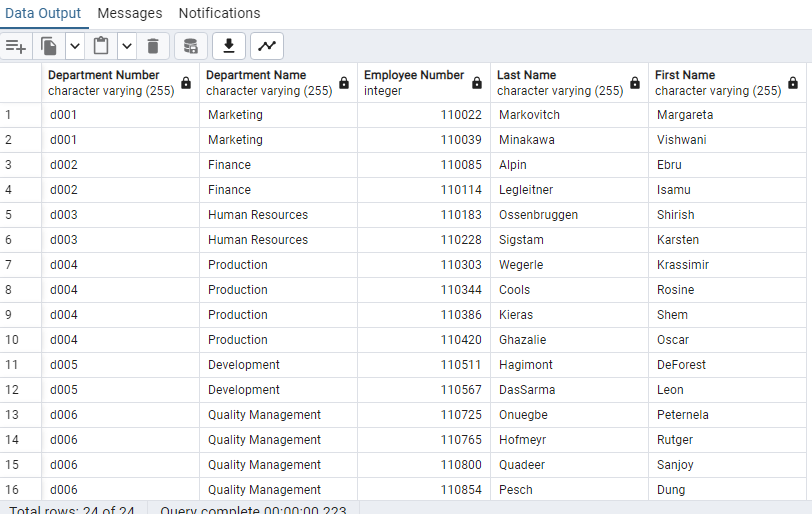 Data Output Messages Notifications
Department Number Department Name Employee Number Last Name First Name
character varying (255) character varying (255) integer character varying (255) character varying (255)
1 d001 Marketing 110022 Markovitch Margareta
2 d001 Marketing 110039 Minakawa Vishwani
3 d002 Finance 110085 Alpin Ebru
4 d002 Finance 110114 Legleitner Isamu
5 d003 Human Resources 110183 Ossenbruggen Shirish
6 d003 Human Resources 110228 Sigstam Karsten
7 d004 Production 110303 Wegerle Krassimir
8 d004 Production 110344 Cools Rosine
9 d004 Production 110386 Kieras Shem
10 d004 Production 110420 Ghazalie Oscar
11 d005 Development 110511 Hagimont DeForest
12 d005 Development 110567 DasSarma Leon
13 d006 Quality Management 110725 Onuegbe Peternela
14 d006 Quality Management 110765 Hofmeyr Rutger
15 d006 Quality Management 110800 Quadeer Sanjoy
16 d006 Quality Management 110854 Pesch Dung
Total rows: 24 of 24 Query complete 00:00:00.223